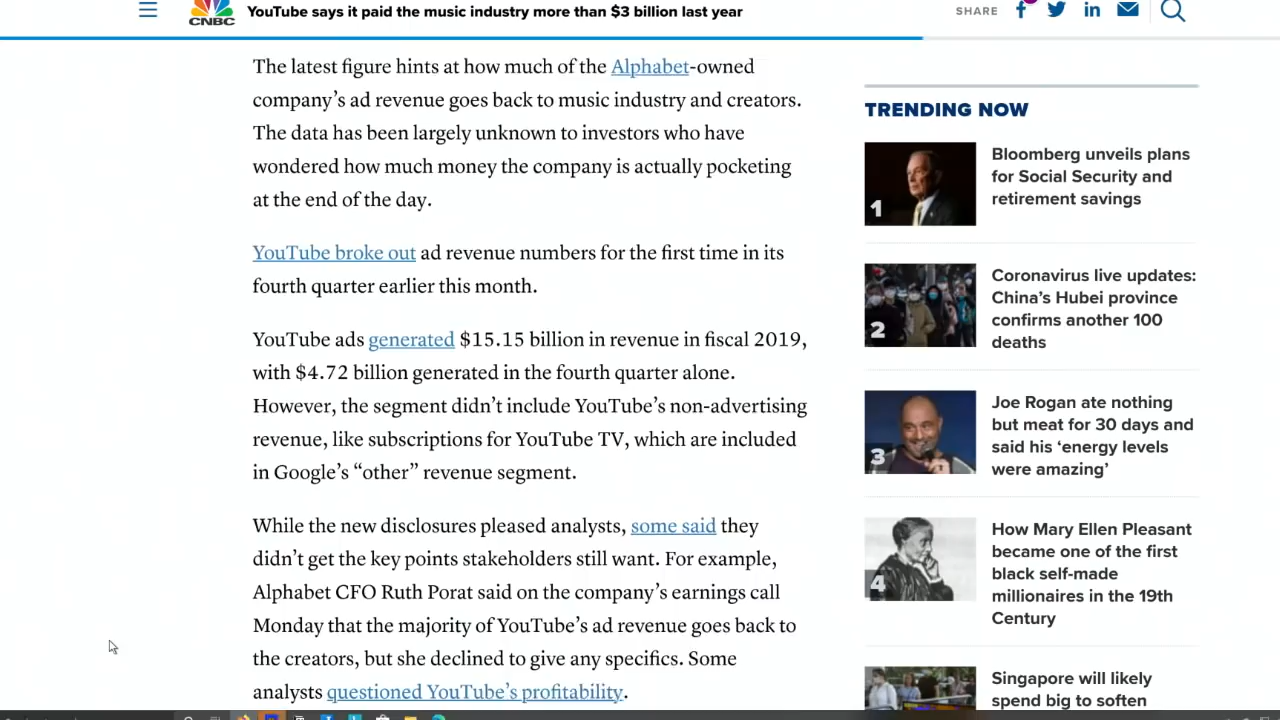 CNBC
YouTube says it paid the music industry more than $3 billion last year
SHARE
The latest figure hints at how much of the Alphabet-owned
company’s ad revenue goes back to music industry and creators.
The data has been largely unknown to investors who have
wondered how much money the company is actually pocketing
at the end of the day.
YouTube broke out ad revenue numbers for the first time in its
fourth quarter earlier this month.
YouTube ads generated $15.15 billion in revenue in fiscal 2019,
with $4.72 billion generated in the fourth quarter alone.
However, the segment didn’t include YouTube’s non-advertising
revenue, like subscriptions for YouTube TV, which are included
in Google’s “other” revenue segment.
While the new disclosures pleased analysts, some said they
didn’t get the key points stakeholders still want. For example,
Alphabet CFO Ruth Porat said on the company’s earnings call
Monday that the majority of YouTube’s ad revenue goes back to
the creators, but she declined to give any specifics. Some
analysts questioned YouTube’s profitability.
TRENDING NOW
1
Bloomberg unveils plans
for Social Security and
retirement savings
2
Coronavirus live updates:
China’s Hubei province
confirms another 100
deaths
3
Joe Rogan ate nothing
but meat for 30 days and
said his ‘energy levels
were amazing’
4
How Mary Ellen Pleasant
became one of the first
black self-made
millionaires in the 19th
Century
Singapore will likely
spend big to soften